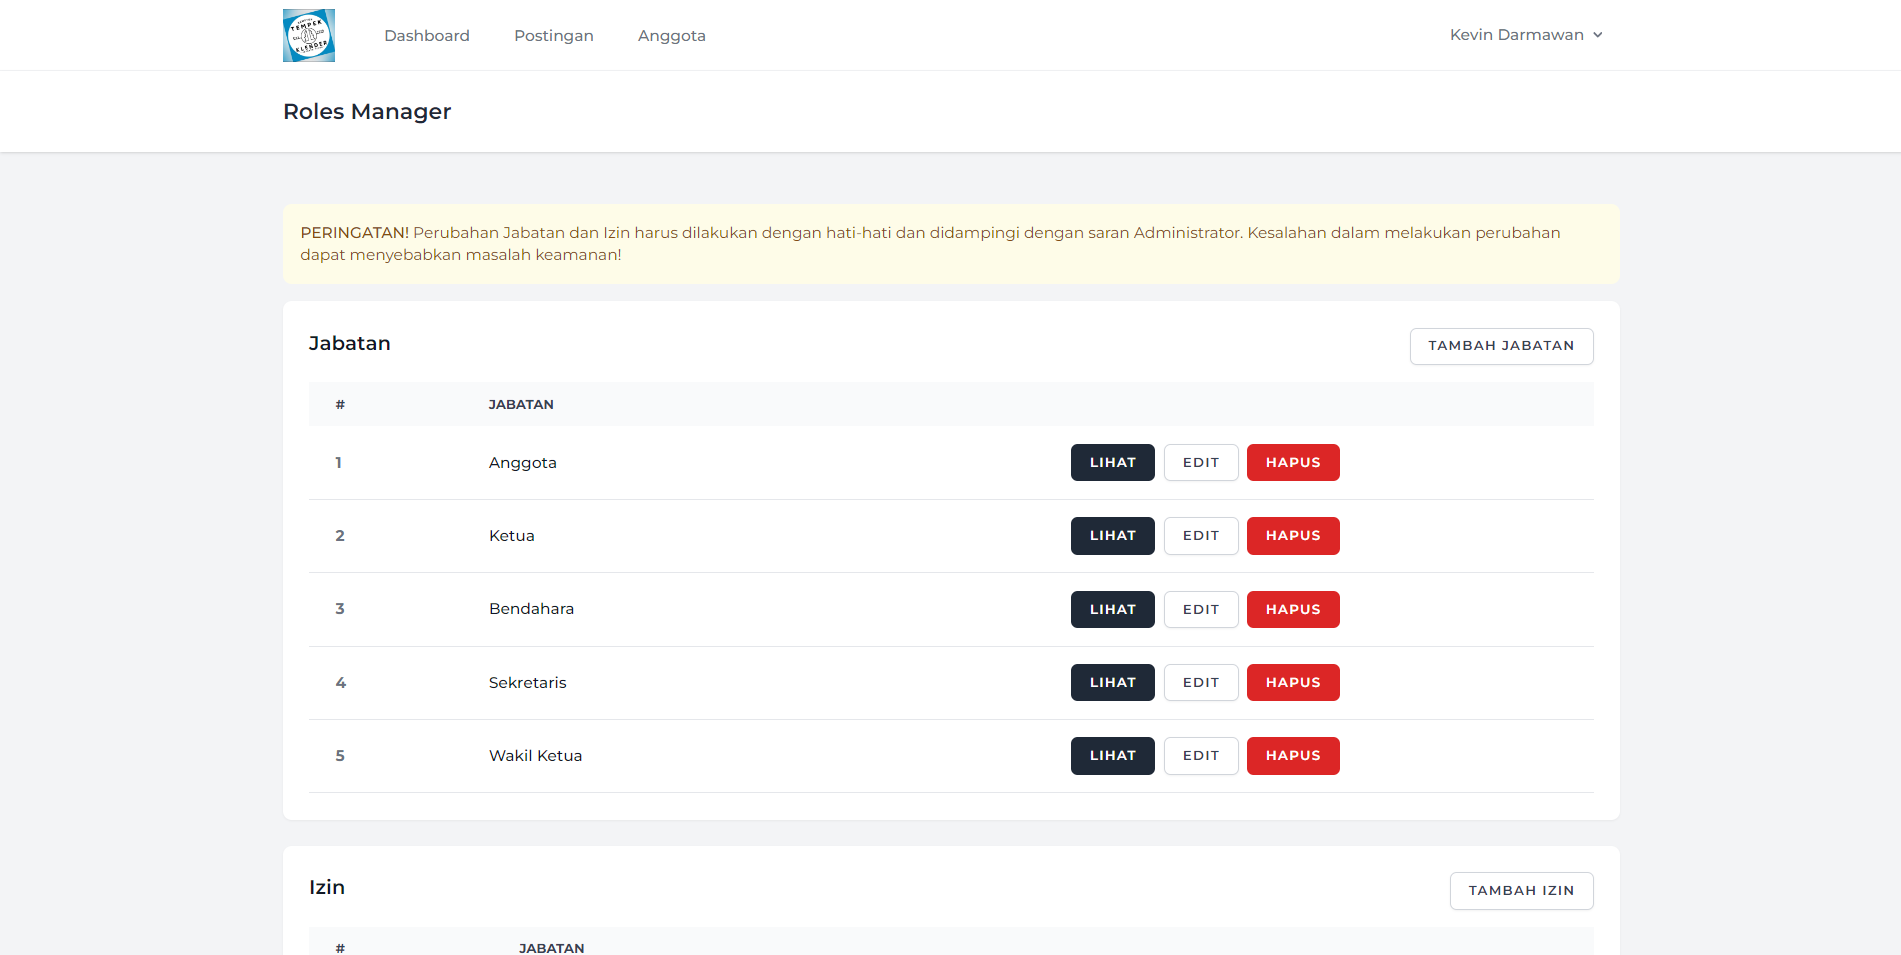 TEMPEK
KLENDER
Dashboard
Postingan
Anggota
Kevin Darmawan
Roles Manager
PERINGATAN! Perubahan Jabatan dan Izin harus dilakukan dengan hati-hati dan didampingi dengan saran Administrator. Kesalahan dalam melakukan perubahan
dapat menyebabkan masalah keamanan!
Jabatan
TAMBAH JABATAN
# JABATAN
1 Anggota LIHAT EDIT HAPUS
2 Ketua LIHAT EDIT HAPUS
3 Bendahara LIHAT EDIT HAPUS
4 Sekretaris LIHAT EDIT HAPUS
5 Wakil Ketua LIHAT EDIT HAPUS
Izin
TAMBAH IZIN
# JABATAN